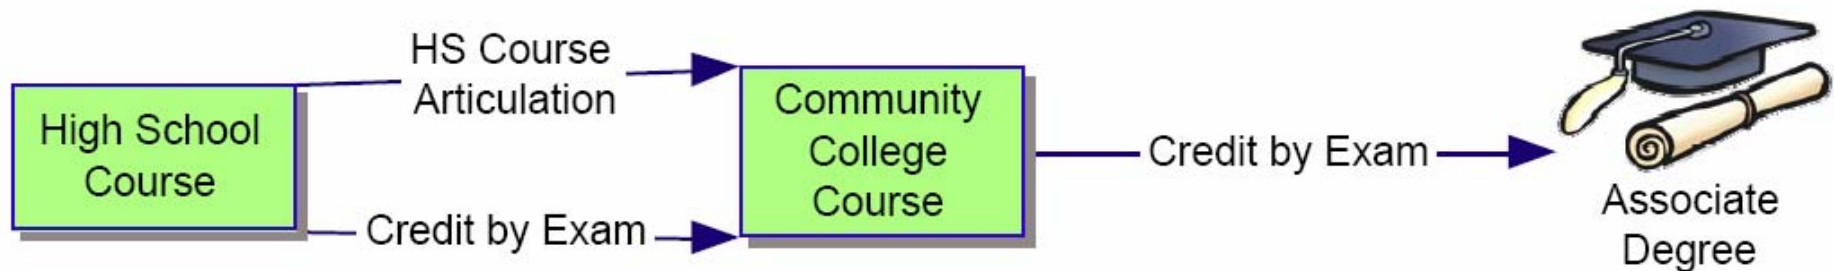 High School
Course
HS Course
Articulation
Credit by Exam
Community
College
Course
Credit by Exam
Associate
Degree